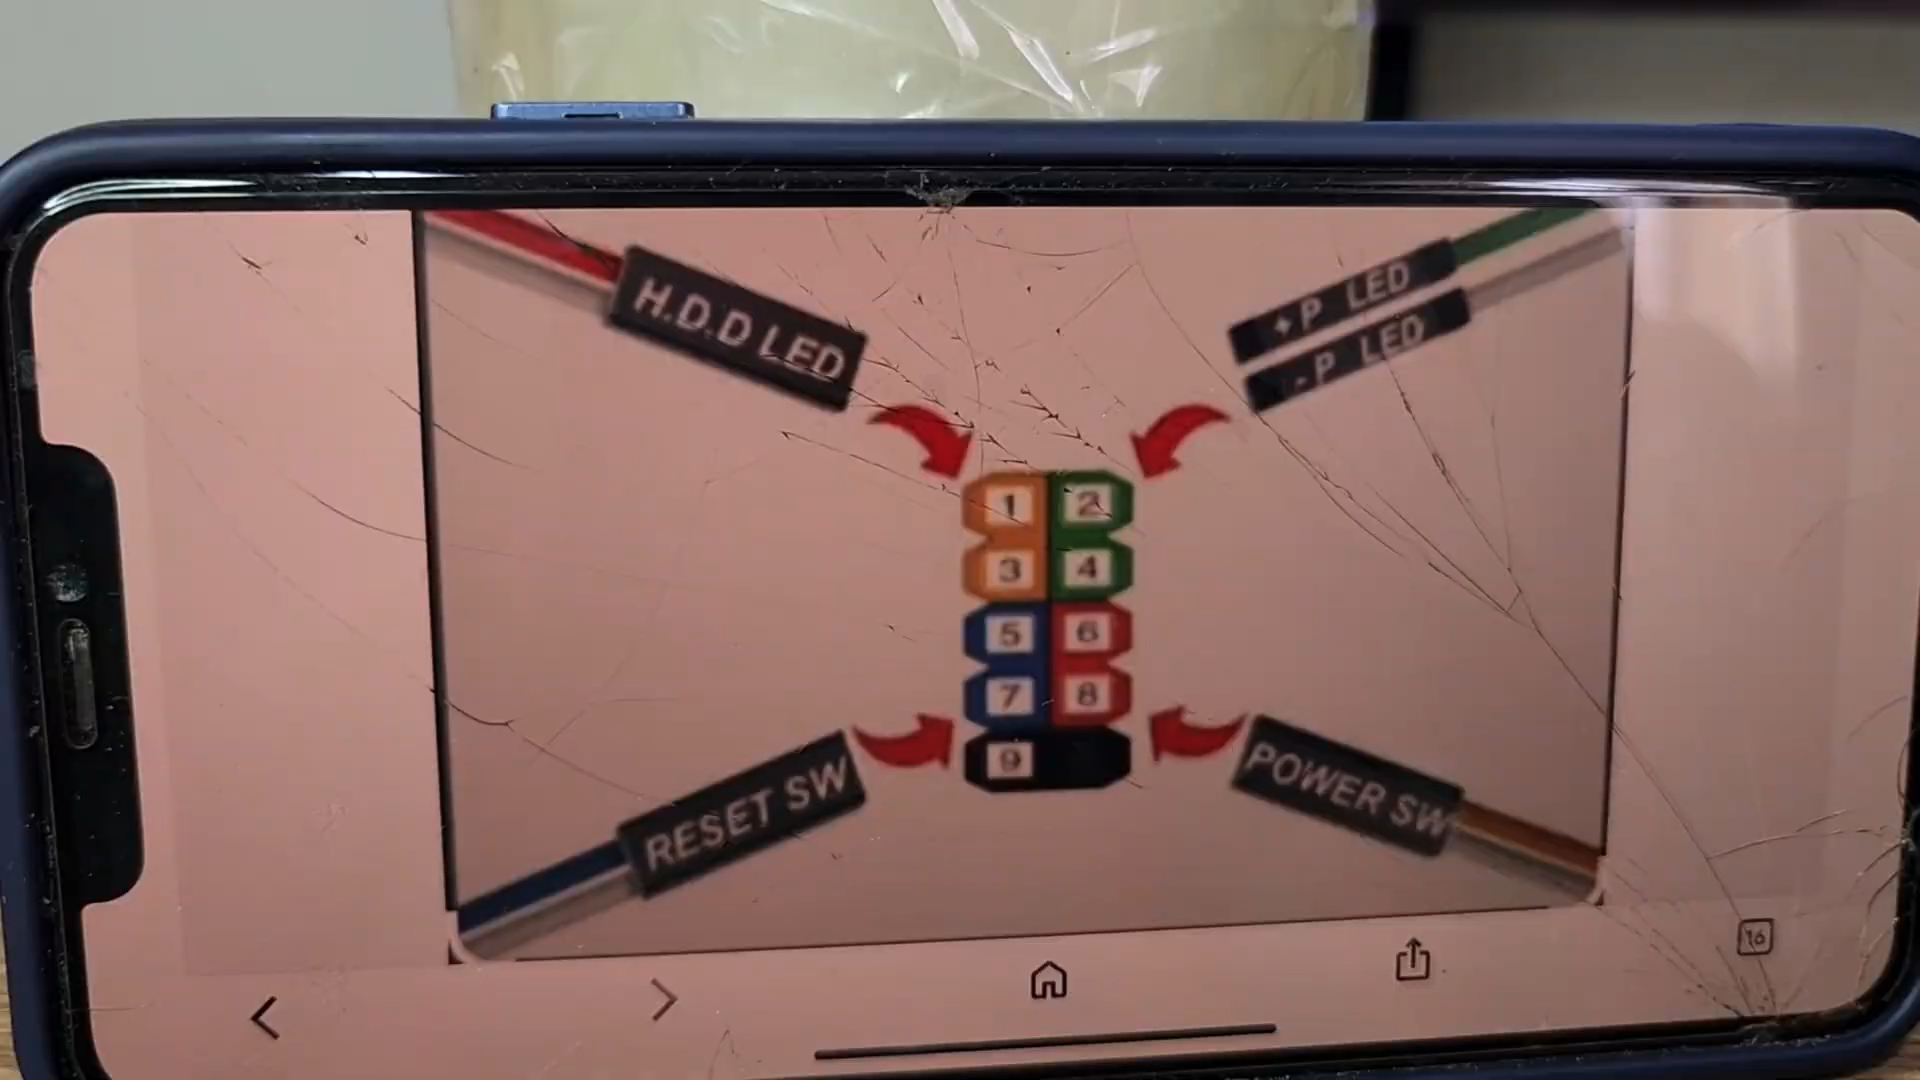 H.D.D LED
+P LED
-P LED
1 2
3 4
5 6
7 8
9
RESET SW
POWER SW
16